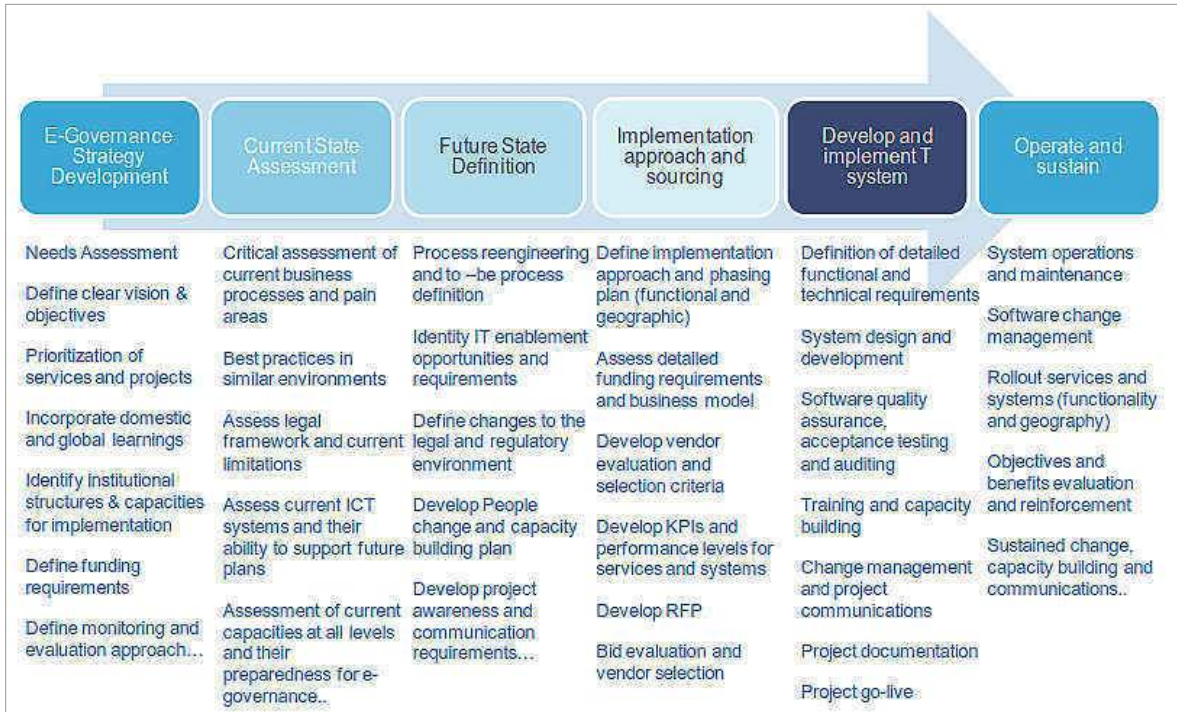 E-Governance
Strategy
Development
Current State
Assessment
Future State
Definition
Implementation
approach and
sourcing
Develop and
implement T
system
Operate and
sustain
Needs Assessment
Define clear vision &
objectives
Prioritization of
services and projects
Incorporate domestic
and global learnings
Identify Institutional
structures & capacities
for implementation
Define funding
requirements
Define monitoring and
evaluation approach...
Critical assessment of
current business
processes and pain
areas
Best practices in
similar environments
Assess legal
framework and current
limitations
Assess current ICT
systems and their
ability to support future
plans
Assessment of current
capacities at all levels
and their
preparedness for e-
governance..
Process reengineering
and to –be process
definition
Identity IT enablement
opportunities and
requirements
Define changes to the
legal and regulatory
environment
Develop People
change and capacity
building plan
Develop project
awareness and
communication
requirements...
Define implementation
approach and phasing
plan (functional and
geographic)
Assess detailed
funding requirements
and business model
Develop vendor
evaluation and
selection criteria
Develop KPIs and
performance levels for
services and systems
Develop RFP
Bid evaluation and
vendor selection
Definition of detailed
functional and
technical requirements
System design and
development
Software quality
assurance,
acceptance testing
and auditing
Training and capacity
building
Change management
and project
communications
Project documentation
Project go-live
System operations
and maintenance
Software change
management
Rollout services and
systems (functionality
and geography)
Objectives and
benefits evaluation
and reinforcement
Sustained change,
capacity building and
communications..